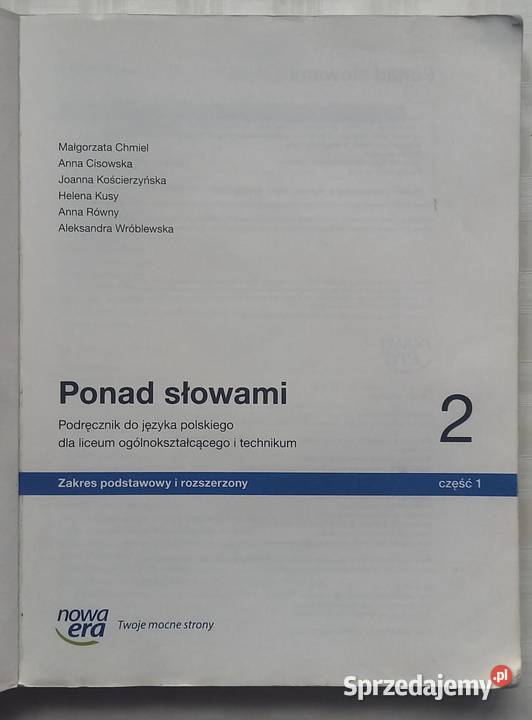 Małgorzata Chmiel
Anna Cisowska
Joanna Kościerzyńska
Helena Kusy
Anna Równy
Aleksandra Wróblewska
Ponad słowami
2
Podręcznik do języka polskiego
dla liceum ogólnokształcącego i technikum
Zakres podstawowy i rozszerzony
część 1
nowa
era
Twoje mocne strony
Sprzedajemy.pl